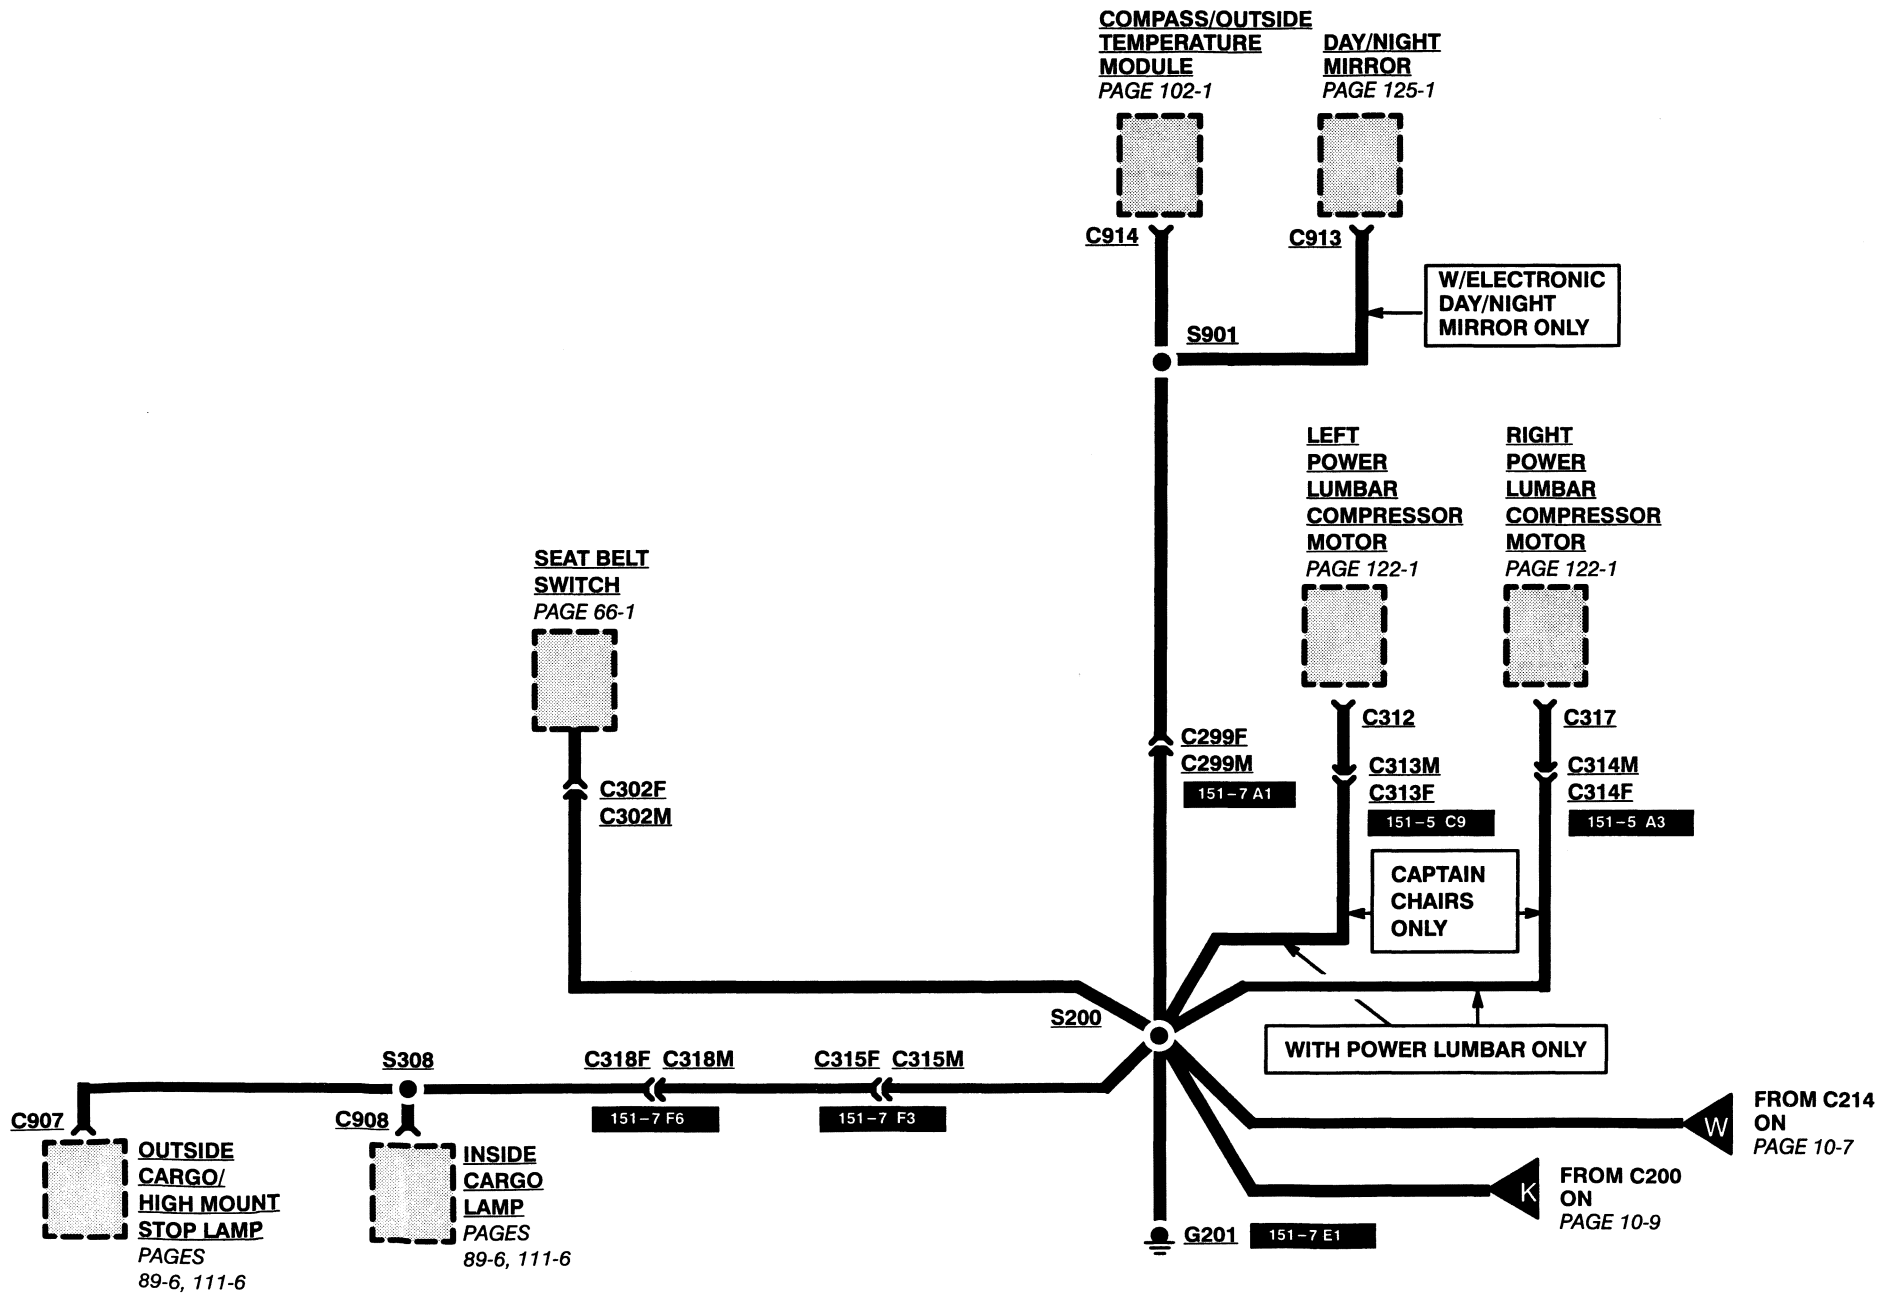 COMPASS/OUTSIDE
TEMPERATURE
MODULE
PAGE 102-1
DAY/NIGHT
MIRROR
PAGE 125-1
C914
C913
W/ELECTRONIC
DAY/NIGHT
MIRROR ONLY
S901
LEFT
POWER
LUMBAR
COMPRESSOR
MOTOR
PAGE 122-1
RIGHT
POWER
LUMBAR
COMPRESSOR
MOTOR
PAGE 122-1
SEAT BELT
SWITCH
PAGE 66-1
C312
C317
C299F
C299M
151-7 A1
C313M
C313F
151-5 C9
C314M
C314F
151-5 A3
C302F
C302M
CAPTAIN
CHAIRS
ONLY
S200
WITH POWER LUMBAR ONLY
S308
C318F C318M
151-7 F6
C315F C315M
151-7 F3
C907
OUTSIDE
CARGO/
HIGH MOUNT
STOP LAMP
PAGES
89-6, 111-6
C908
INSIDE
CARGO
LAMP
PAGES
89-6, 111-6
W
FROM C214
ON
PAGE 10-7
K
FROM C200
ON
PAGE 10-9
G201
151-7 E1